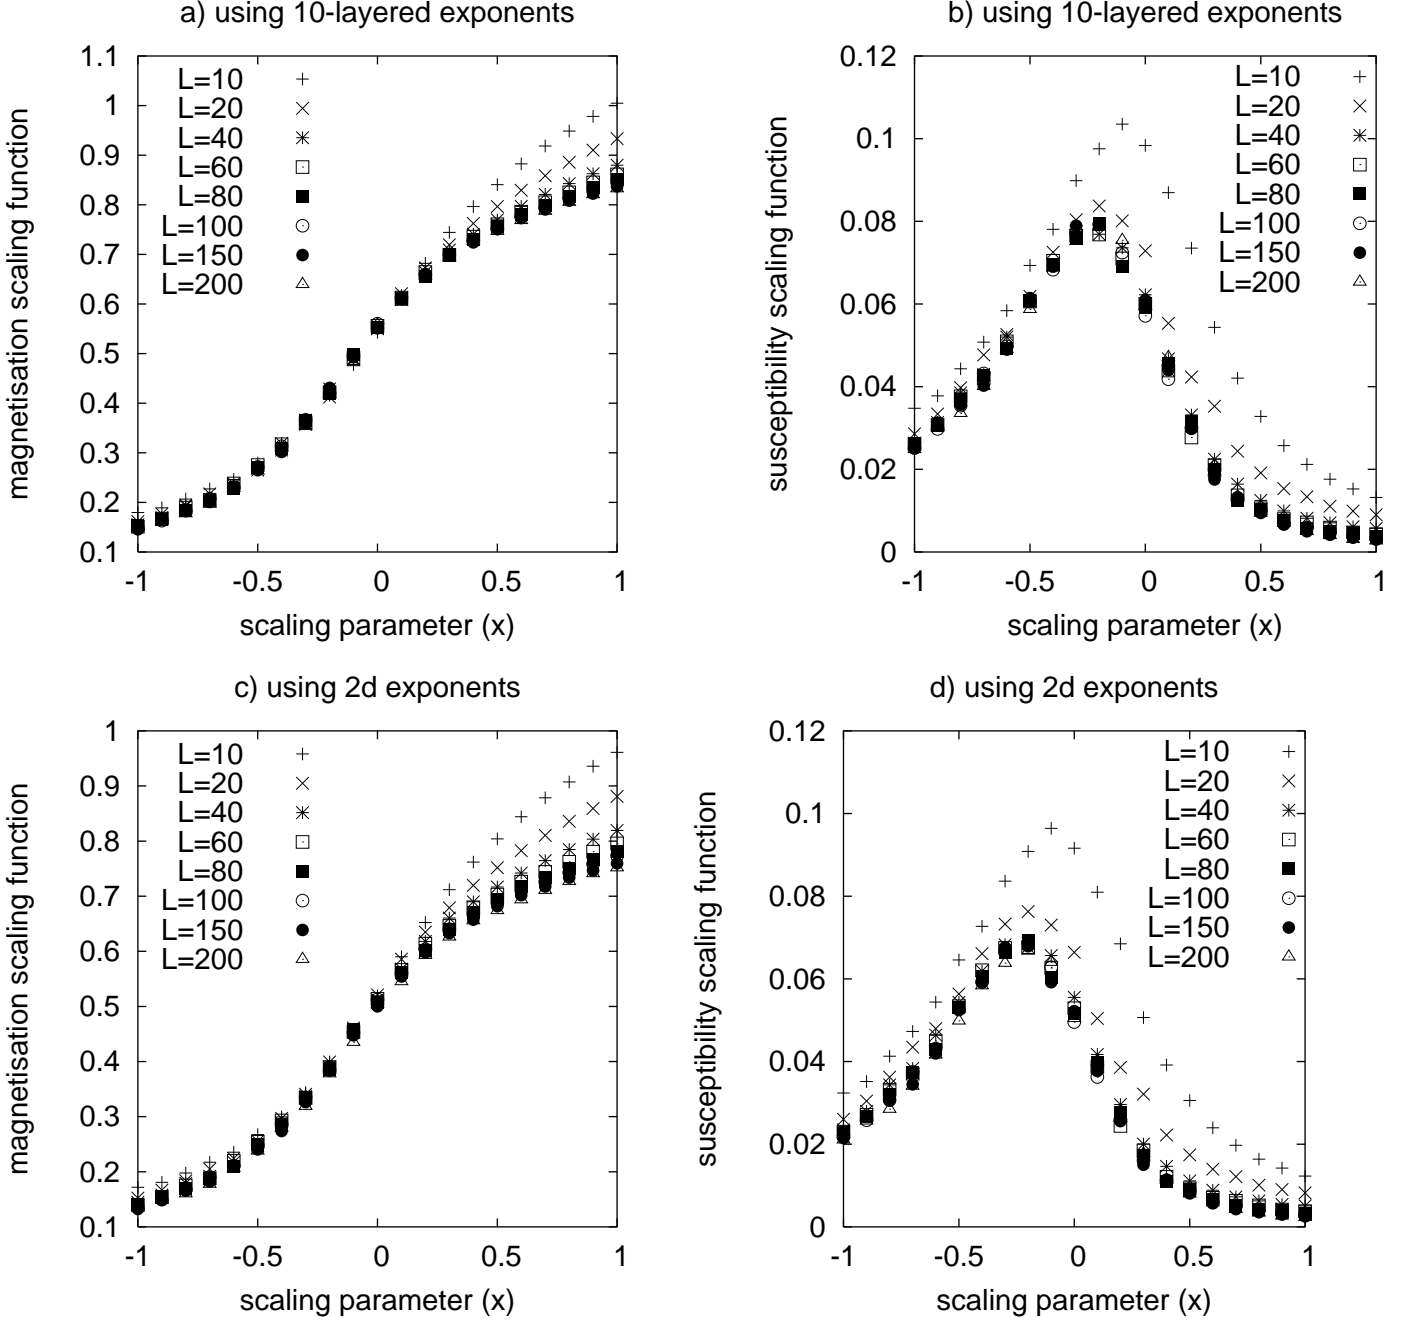 a) using 10-layered exponents
magnetisation scaling function
1.1
1
0.9
0.8
0.7
0.6
0.5
0.4
0.3
0.2
0.1
L=10
L=20
L=40
L=60
L=80
L=100
L=150
L=200
-1
-0.5
0
0.5
1
scaling parameter (x)
b) using 10-layered exponents
susceptibility scaling function
0.12
0.1
0.08
0.06
0.04
0.02
0
L=10
L=20
L=40
L=60
L=80
L=100
L=150
L=200
-1
-0.5
0
0.5
1
scaling parameter (x)
c) using 2d exponents
magnetisation scaling function
1
0.9
0.8
0.7
0.6
0.5
0.4
0.3
0.2
0.1
L=10
L=20
L=40
L=60
L=80
L=100
L=150
L=200
-1
-0.5
0
0.5
1
scaling parameter (x)
d) using 2d exponents
susceptibility scaling function
0.12
0.1
0.08
0.06
0.04
0.02
0
L=10
L=20
L=40
L=60
L=80
L=100
L=150
L=200
-1
-0.5
0
0.5
1
scaling parameter (x)